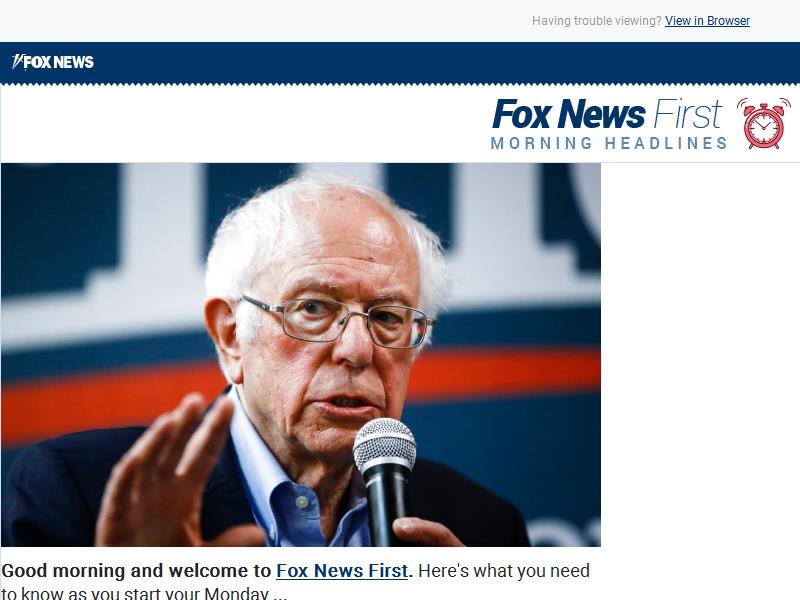 Having trouble viewing? View in Browser
FOX NEWS
Fox News First
MORNING HEADLINES
Good morning and welcome to Fox News First. Here's what you need
to know as you start your Monday ...